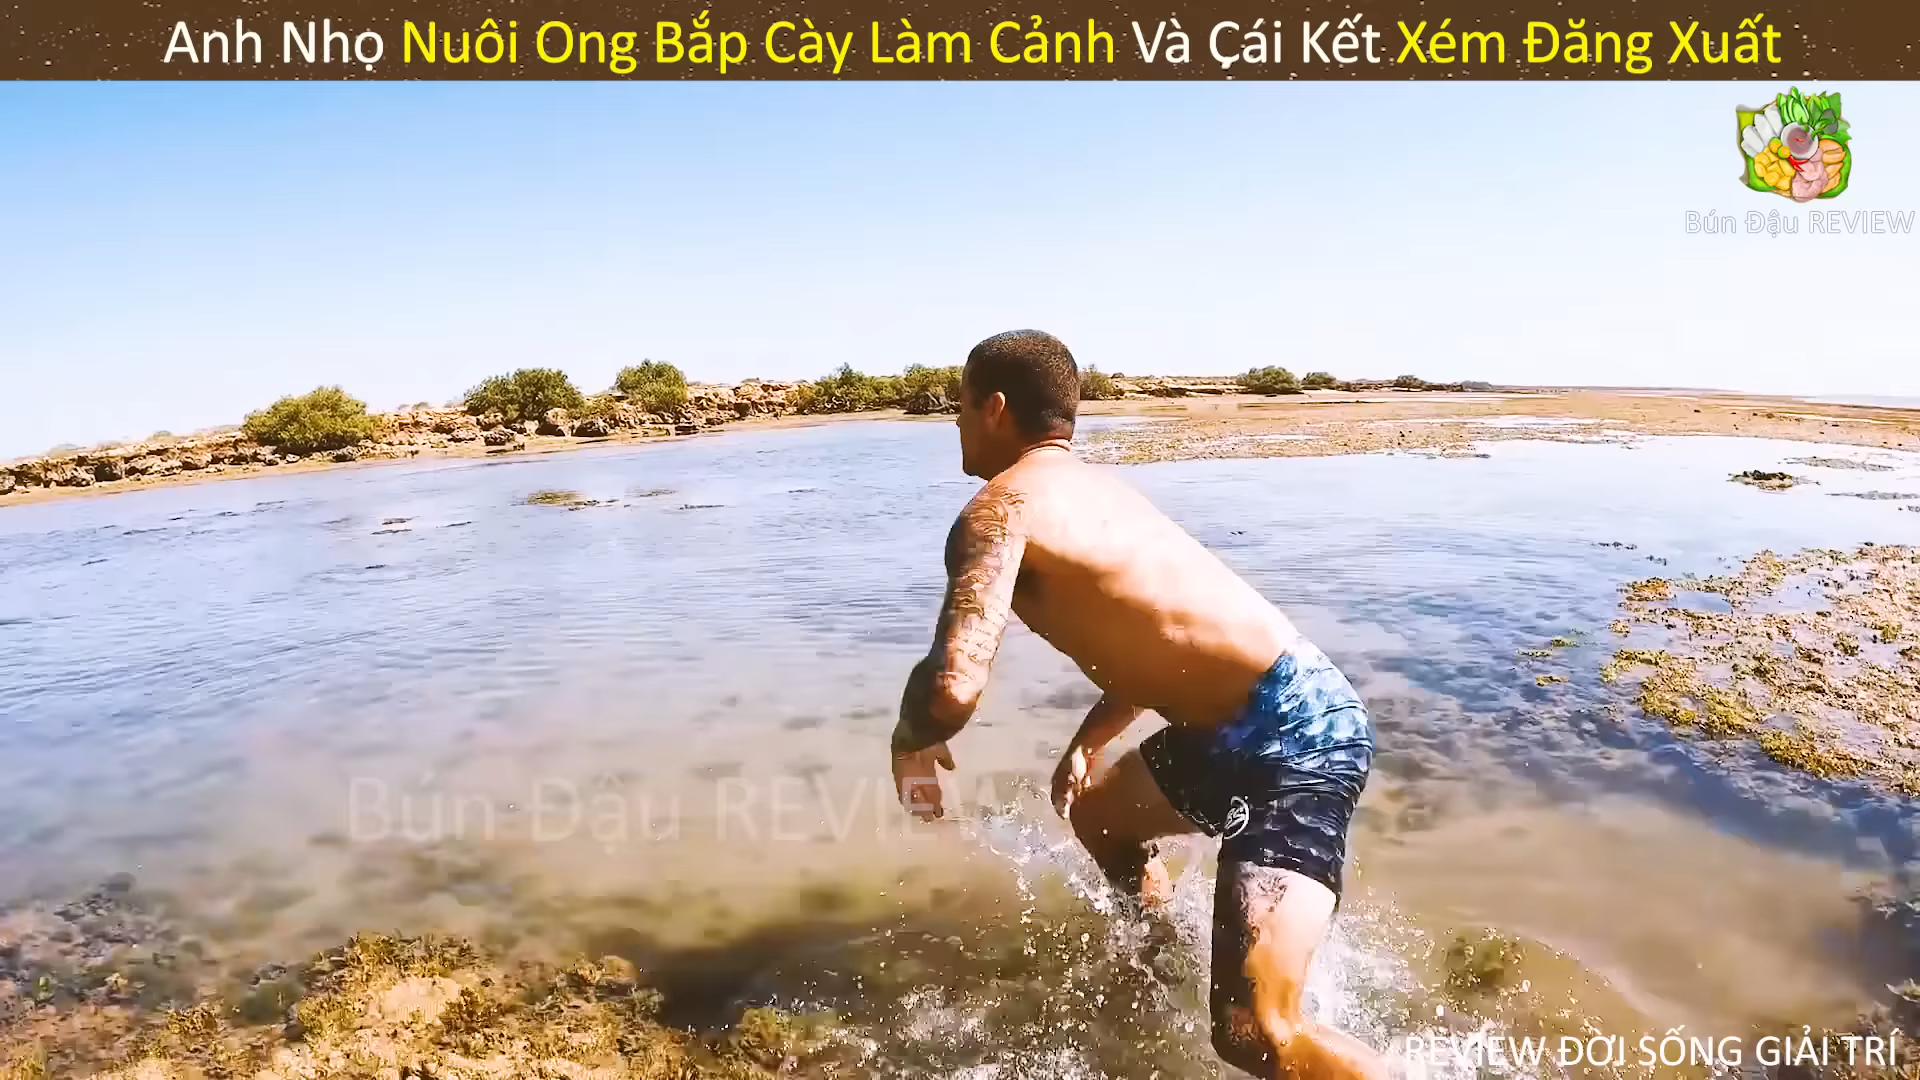 Anh Nhọ Nuôi Ong Bắp Cày Làm Cảnh Và Cái Kết Xém Đăng Xuất
Bún Đậu REVIEW
Bún Đậu REVIEW
REVIEW ĐỜI SỐNG GIẢI TRÍ